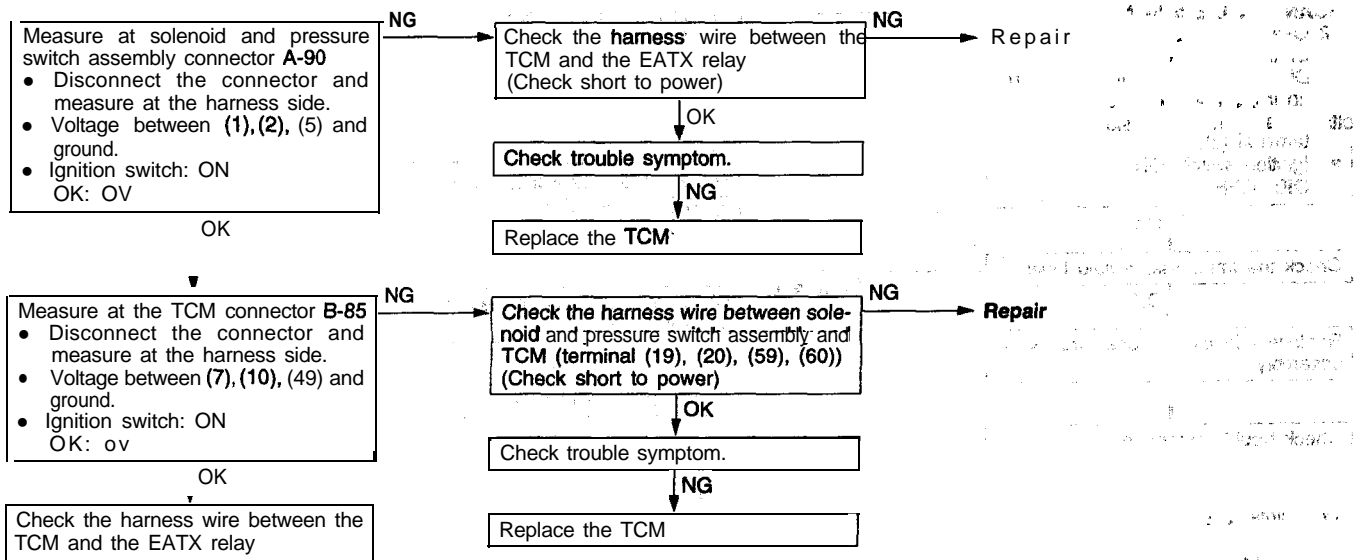 Measure at solenoid and pressure
switch assembly connector A-90
• Disconnect the connector and
measure at the harness side.
• Voltage between (1), (2), (5) and
ground.
• Ignition switch: ON
OK: OV
NG
Check the harness wire between the
TCM and the EATX relay
(Check short to power)
NG
Repair
OK
Check trouble symptom.
NG
Replace the TCM
OK
Measure at the TCM connector B-85
• Disconnect the connector and
measure at the harness side.
• Voltage between (7), (10), (49) and
ground.
• Ignition switch: ON
OK: ov
NG
Check the harness wire between sole-
noid and pressure switch assembly and
TCM (terminal (19), (20), (59), (60))
(Check short to power)
NG
Repair
OK
Check trouble symptom.
NG
Replace the TCM
OK
Check the harness wire between the
TCM and the EATX relay